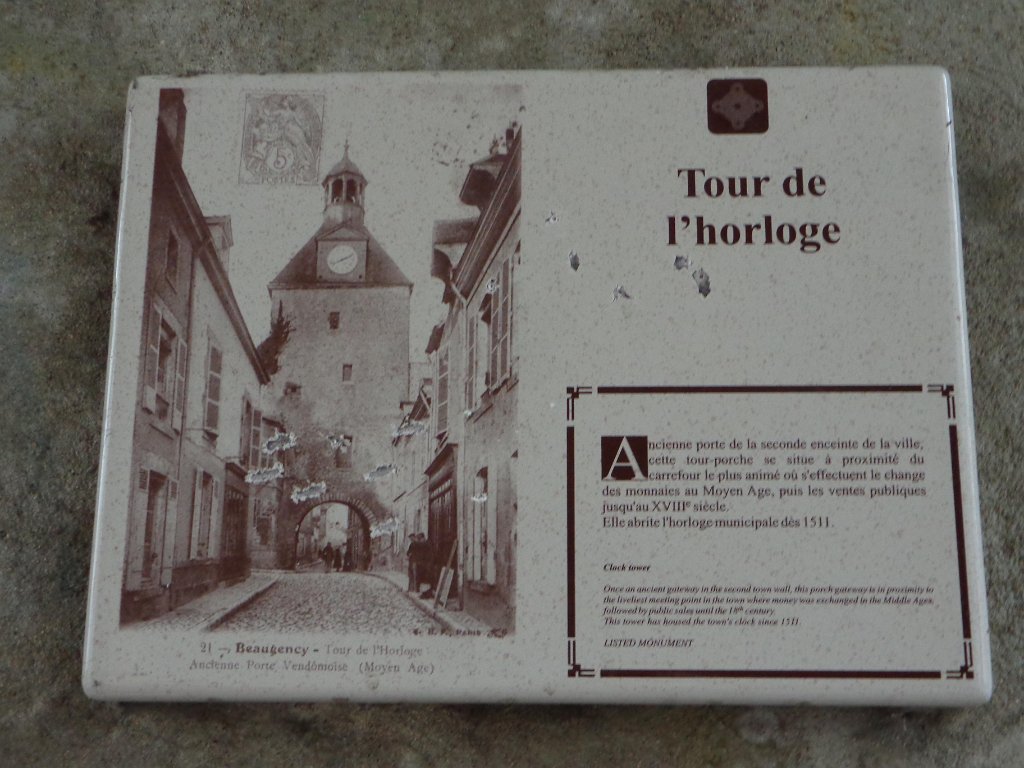 Tour de
l'horloge
Ancienne porte de la seconde enceinte de la ville,
cette tour-porche se situe à proximité du
carrefour le plus animé où s'effectuent le change
des monnaies au Moyen Age, puis les ventes publiques
jusqu'au XVIIIe siècle.
Elle abrite l'horloge municipale dès 1511.
Clock tower
Once an ancient gateway in the second town wall, this porch gateway is in proximity to
the liveliest meeting point in the town where money was exchanged in the Middle Ages,
followed by public sales until the 18th century.
This tower has housed the town's clock since 1511.
LISTED MONUMENT
5
21 - Beaugency - Tour de l'Horloge
Ancienne Porte Vendômoise (Moyen Age)